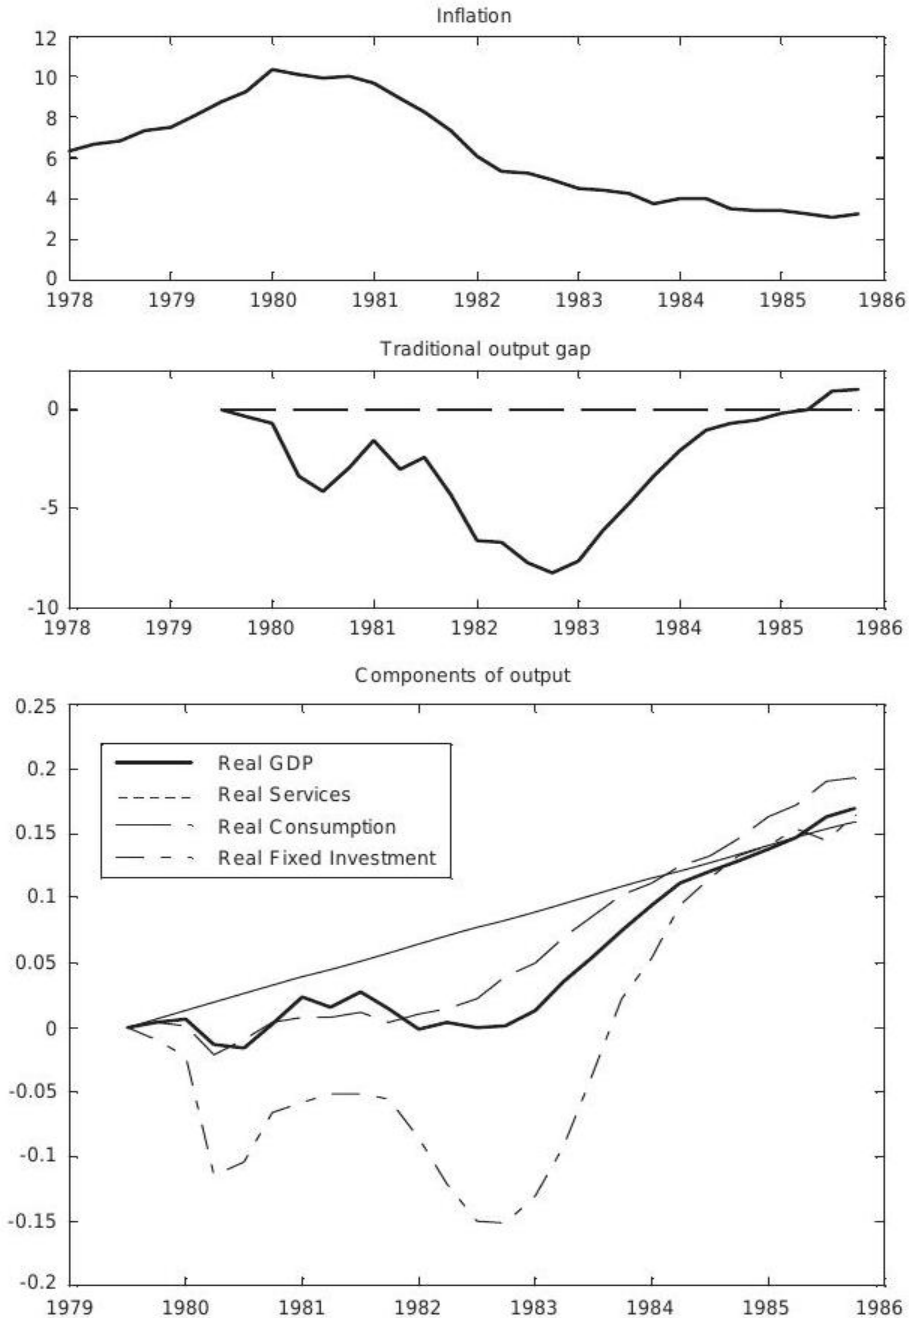 Inflation
12
10
8
6
4
2
0
1978 1979 1980 1981 1982 1983 1984 1985 1986
Traditional output gap
0
-5
-10
1978 1979 1980 1981 1982 1983 1984 1985 1986
Components of output
0.25
0.2
0.15
0.1
0.05
0
-0.05
-0.1
-0.15
-0.2
Real GDP
Real Services
Real Consumption
Real Fixed Investment
1979 1980 1981 1982 1983 1984 1985 1986